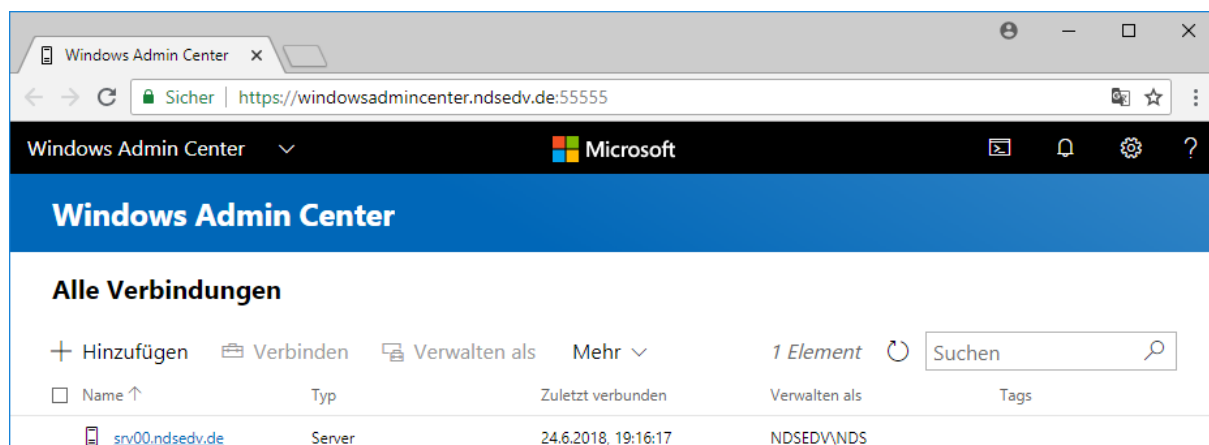 Windows Admin Center
Sicher | https://windowsadmincenter.ndsedv.de:55555
Windows Admin Center Microsoft ?
Windows Admin Center
Alle Verbindungen
Hinzufügen Verbinden Verwalten als Mehr 1 Element Suchen
Name Typ Zuletzt verbunden Verwalten als Tags
srv00.ndsedv.de Server 24.6.2018, 19:16:17 NDSEDV\NDS